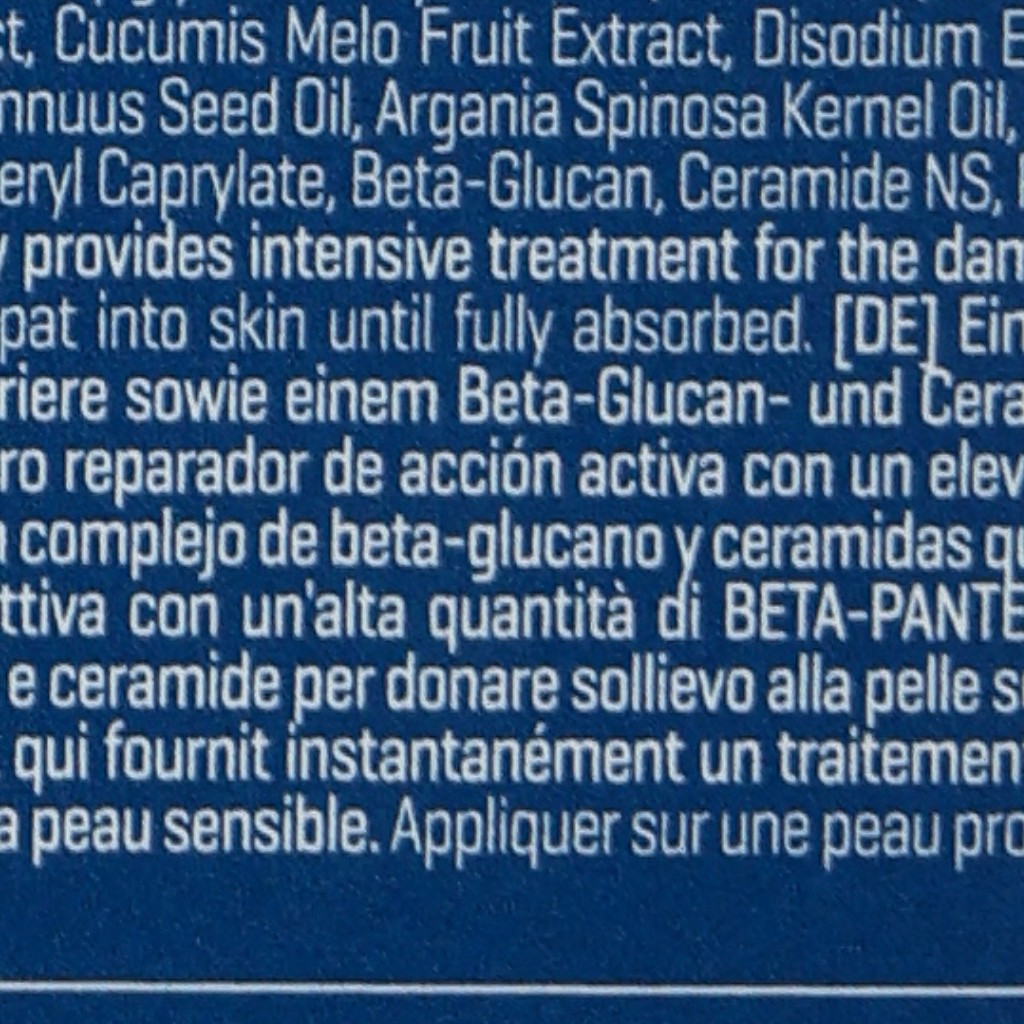 ct, Cucumis Melo Fruit Extract, Disodium E
nnuus Seed Oil, Argania Spinosa Kernel Oil,
eryl Caprylate, Beta-Glucan, Ceramide NS,
y provides intensive treatment for the dam
pat into skin until fully absorbed. [DE] Ein
riere sowie einem Beta-Glucan- und Cera
ro reparador de acción activa con un elev
n complejo de beta-glucano y ceramidas qu
ttiva con un'alta quantità di BETA-PANTE
e ceramide per donare sollievo alla pelle s
qui fournit instantanément un traitemen
a peau sensible. Appliquer sur une peau pro